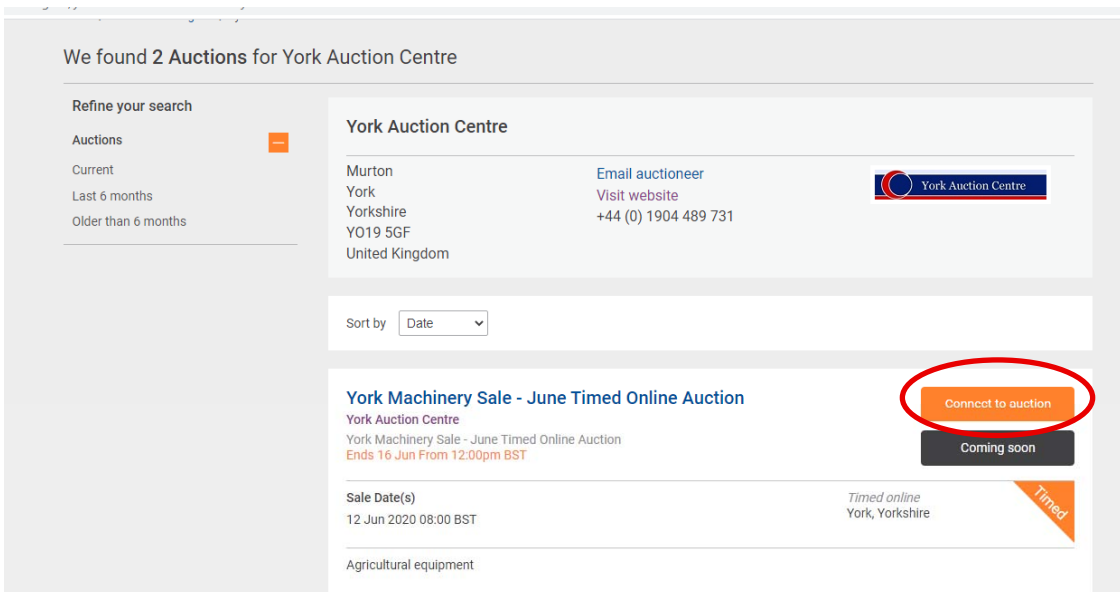 We found 2 Auctions for York Auction Centre
Refine your search
Auctions
Current
Last 6 months
Older than 6 months
York Auction Centre
Murton
York
Yorkshire
YO19 5GF
United Kingdom
Email auctioneer
Visit website
+44 (0) 1904 489 731
York Auction Centre
Sort by Date
York Machinery Sale - June Timed Online Auction
York Auction Centre
York Machinery Sale - June Timed Online Auction
Ends 16 Jun From 12:00pm BST
Connect to auction
Coming soon
Sale Date(s)
12 Jun 2020 08:00 BST
Timed online
York, Yorkshire
Timed
Agricultural equipment